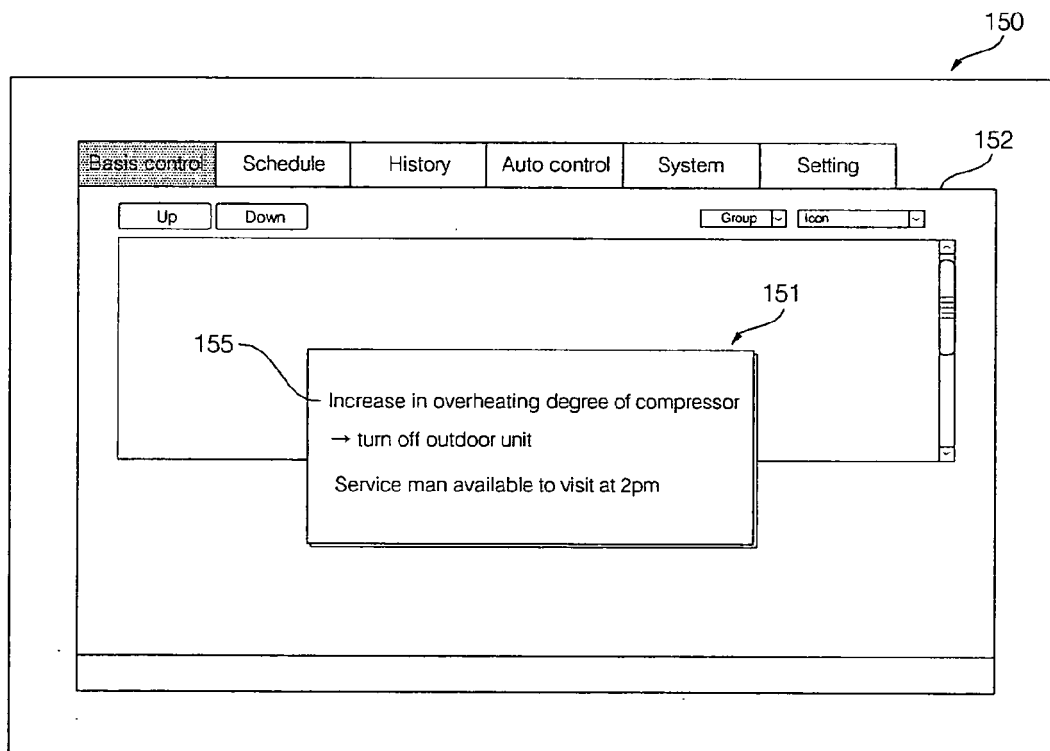 150
152
Basis control Schedule History Auto control System Setting
Up Down Group icon
151
155
Increase in overheating degree of compressor
→ turn off outdoor unit
Service man available to visit at 2pm